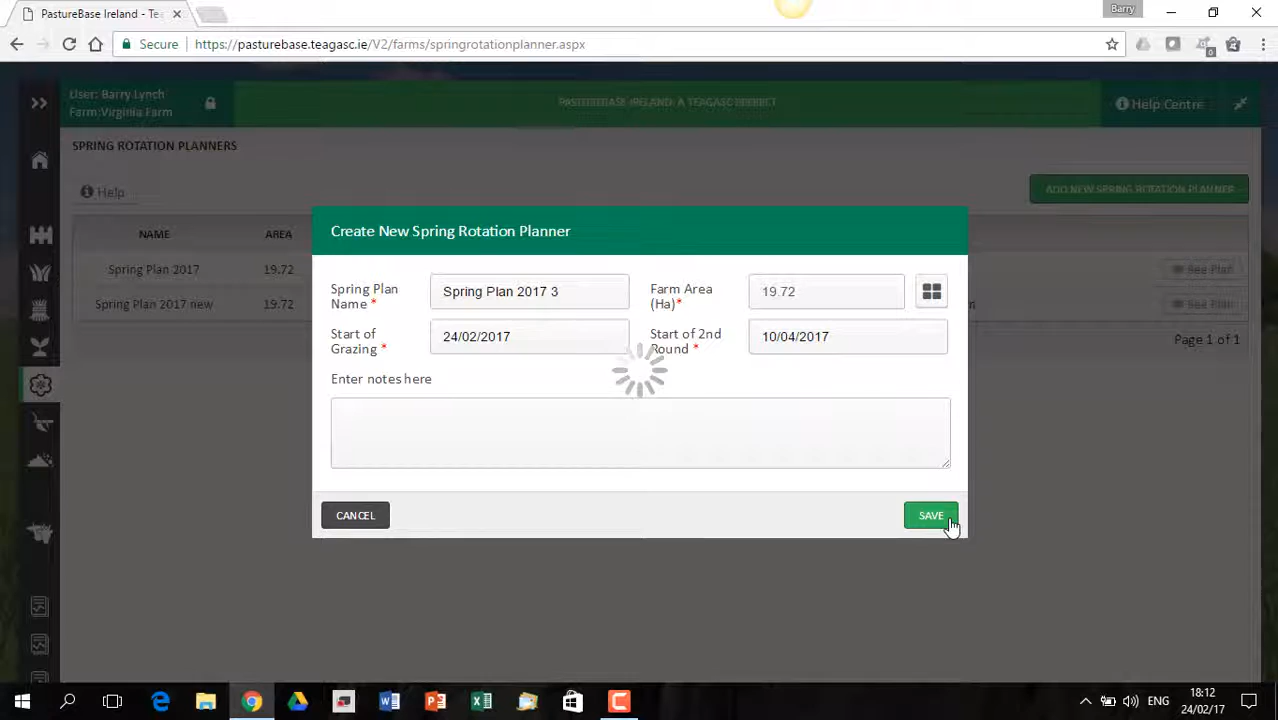 PastureBase Ireland - Tea
Barry
Secure
https://pasturebase.teagasc.ie/V2/farms/springrotationplanner.aspx
0
User: Barry Lynch
Farm:Virginia Farm
PASTUREBASE IRELAND: A TEAGASC
Help Centre
SPRING ROTATION PLANNERS
Help
ADD NEW SPRING ROTATION PLANNER
NAME
AREA
Spring Plan 2017
19.72
See Plan
Spring Plan 2017 new
19.72
See Plan
Page 1 of 1
Create New Spring Rotation Planner
Spring Plan
Name *
Spring Plan 2017 3
Farm Area
(Ha)*
19.72
Start of
Grazing *
24/02/2017
Start of 2nd
Round *
10/04/2017
Enter notes here
CANCEL
SAVE
ENG
18:12
24/02/17